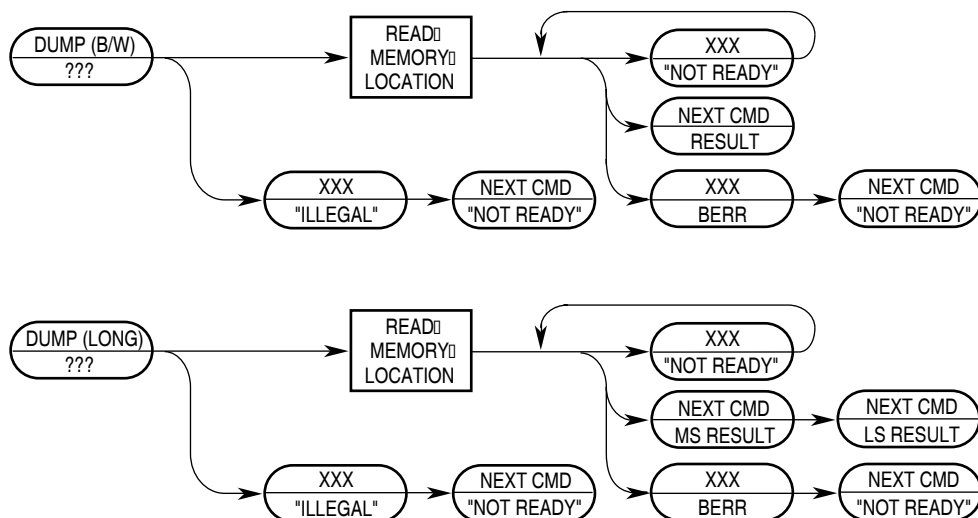 DUMP (B/W)
???
READ
MEMORY
LOCATION
XXX
"NOT READY"
NEXT CMD
RESULT
XXX
"ILLEGAL"
NEXT CMD
"NOT READY"
XXX
BERR
NEXT CMD
"NOT READY"
DUMP (LONG)
???
READ
MEMORY
LOCATION
XXX
"NOT READY"
NEXT CMD
MS RESULT
NEXT CMD
LS RESULT
XXX
"ILLEGAL"
NEXT CMD
"NOT READY"
XXX
BERR
NEXT CMD
"NOT READY"